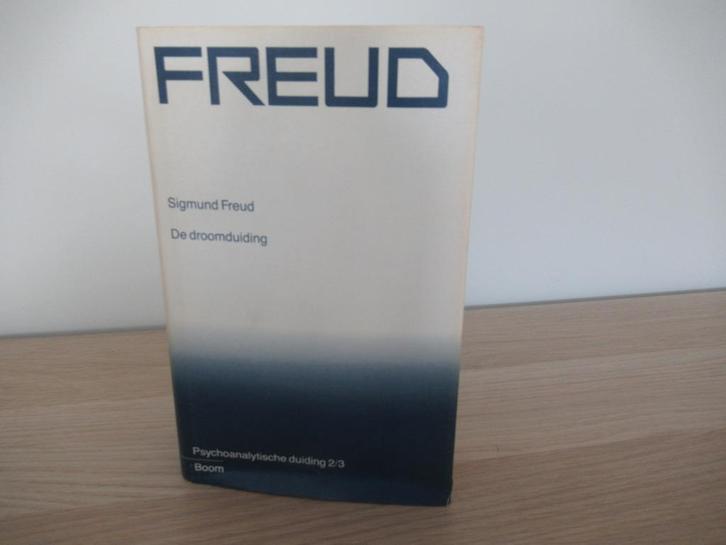 FREUD
Sigmund Freud
De droomduiding
Psychoanalytische duiding 2/3
Boom